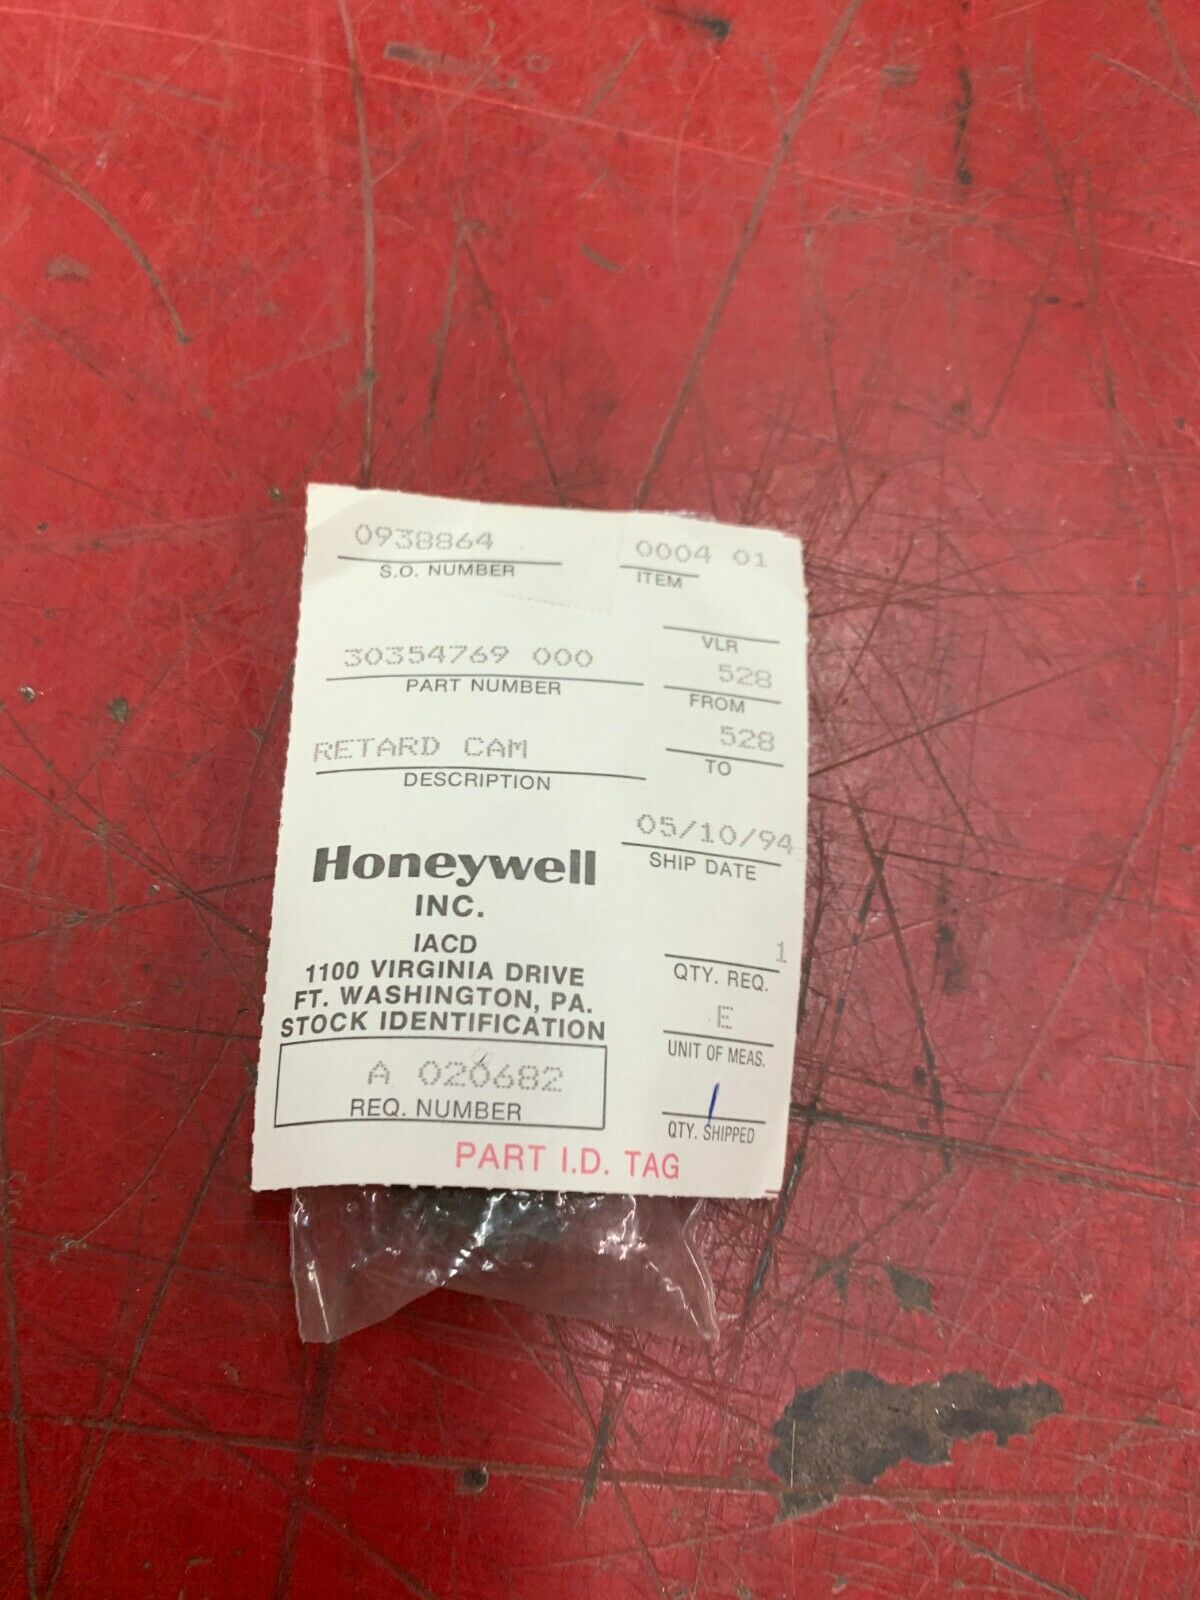 0938864
S.O. NUMBER
0004 01
ITEM
VLR
30354769 000
PART NUMBER
528
FROM
528
TO
RETARD CAM
DESCRIPTION
05/10/94
SHIP DATE
Honeywell
INC.
IACD
1100 VIRGINIA DRIVE
FT. WASHINGTON, PA.
STOCK IDENTIFICATION
1
QTY. REQ.
E
UNIT OF MEAS.
A 020682
REQ. NUMBER
1
QTY. SHIPPED
PART I.D. TAG